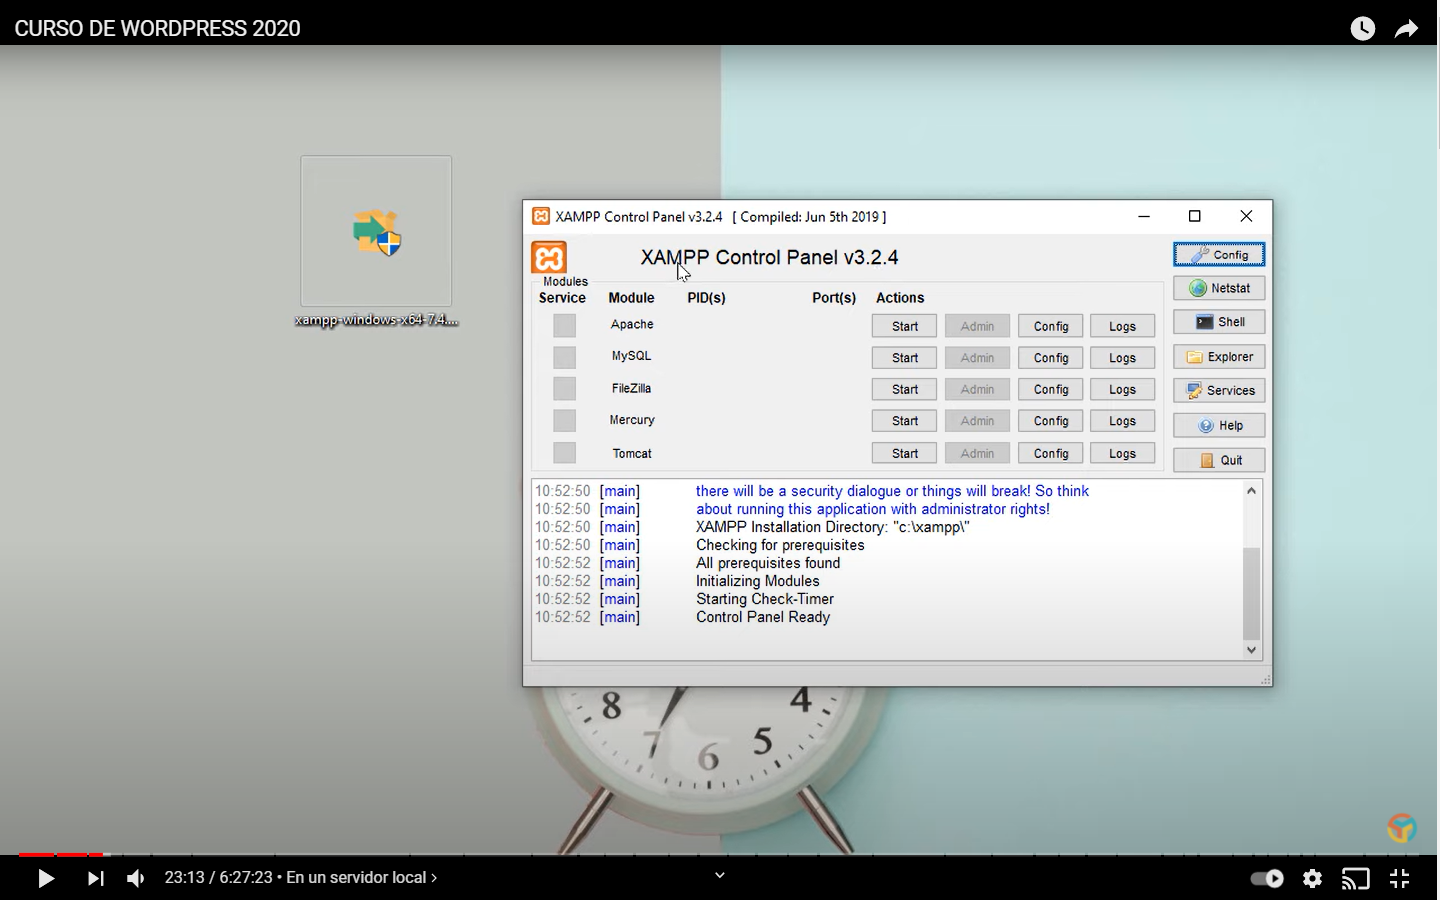 CURSO DE WORDPRESS 2020
xampp-windows-x64-7.4....
XAMPP Control Panel v3.2.4 [ Compiled: Jun 5th 2019 ]
XAMPP Control Panel v3.2.4
Config
Modules
Service Module PID(s) Port(s) Actions
Netstat
Apache Start Admin Config Logs
Shell
MySQL Start Admin Config Logs
Explorer
FileZilla Start Admin Config Logs
Services
Mercury Start Admin Config Logs
Help
Tomcat Start Admin Config Logs
Quit
10:52:50 [main] there will be a security dialogue or things will break! So think
10:52:50 [main] about running this application with administrator rights!
10:52:50 [main] XAMPP Installation Directory: "c:\xampp\"
10:52:50 [main] Checking for prerequisites
10:52:52 [main] All prerequisites found
10:52:52 [main] Initializing Modules
10:52:52 [main] Starting Check-Timer
10:52:52 [main] Control Panel Ready
8 7 6 5 4
23:13 / 6:27:23 • En un servidor local ›